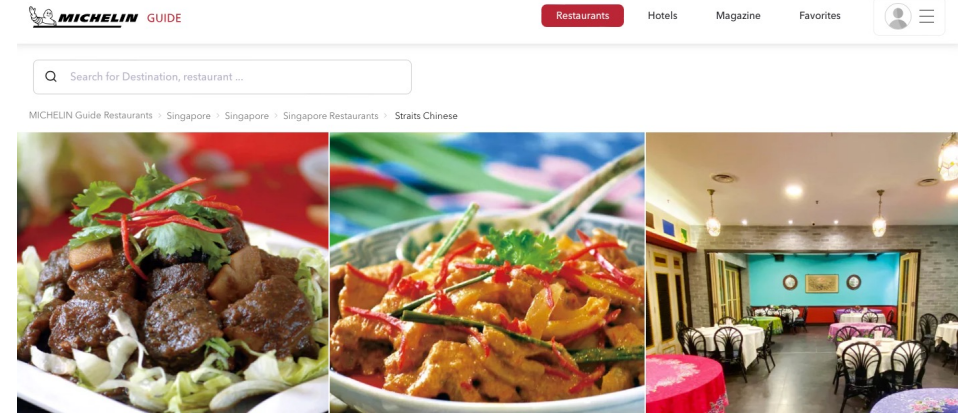 MICHELIN GUIDE
Restaurants Hotels Magazine Favorites
Search for Destination, restaurant ...
MICHELIN Guide Restaurants > Singapore > Singapore > Singapore Restaurants > Straits Chinese